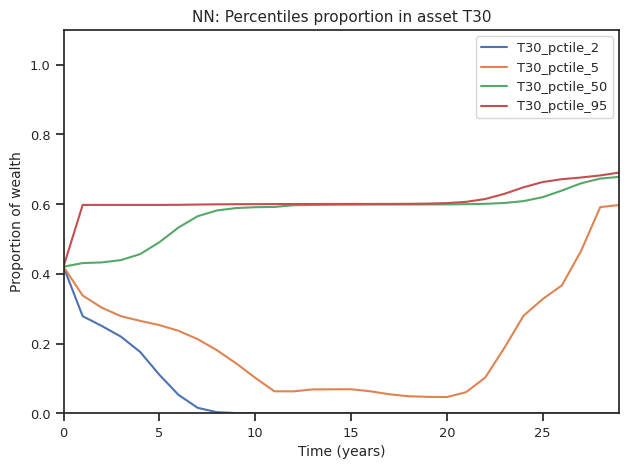 NN: Percentiles proportion in asset T30
T30_pctile_2
T30_pctile_5
T30_pctile_50
T30_pctile_95
Proportion of wealth
1.0
0.8
0.6
0.4
0.2
0.0
0 5 10 15 20 25
Time (years)